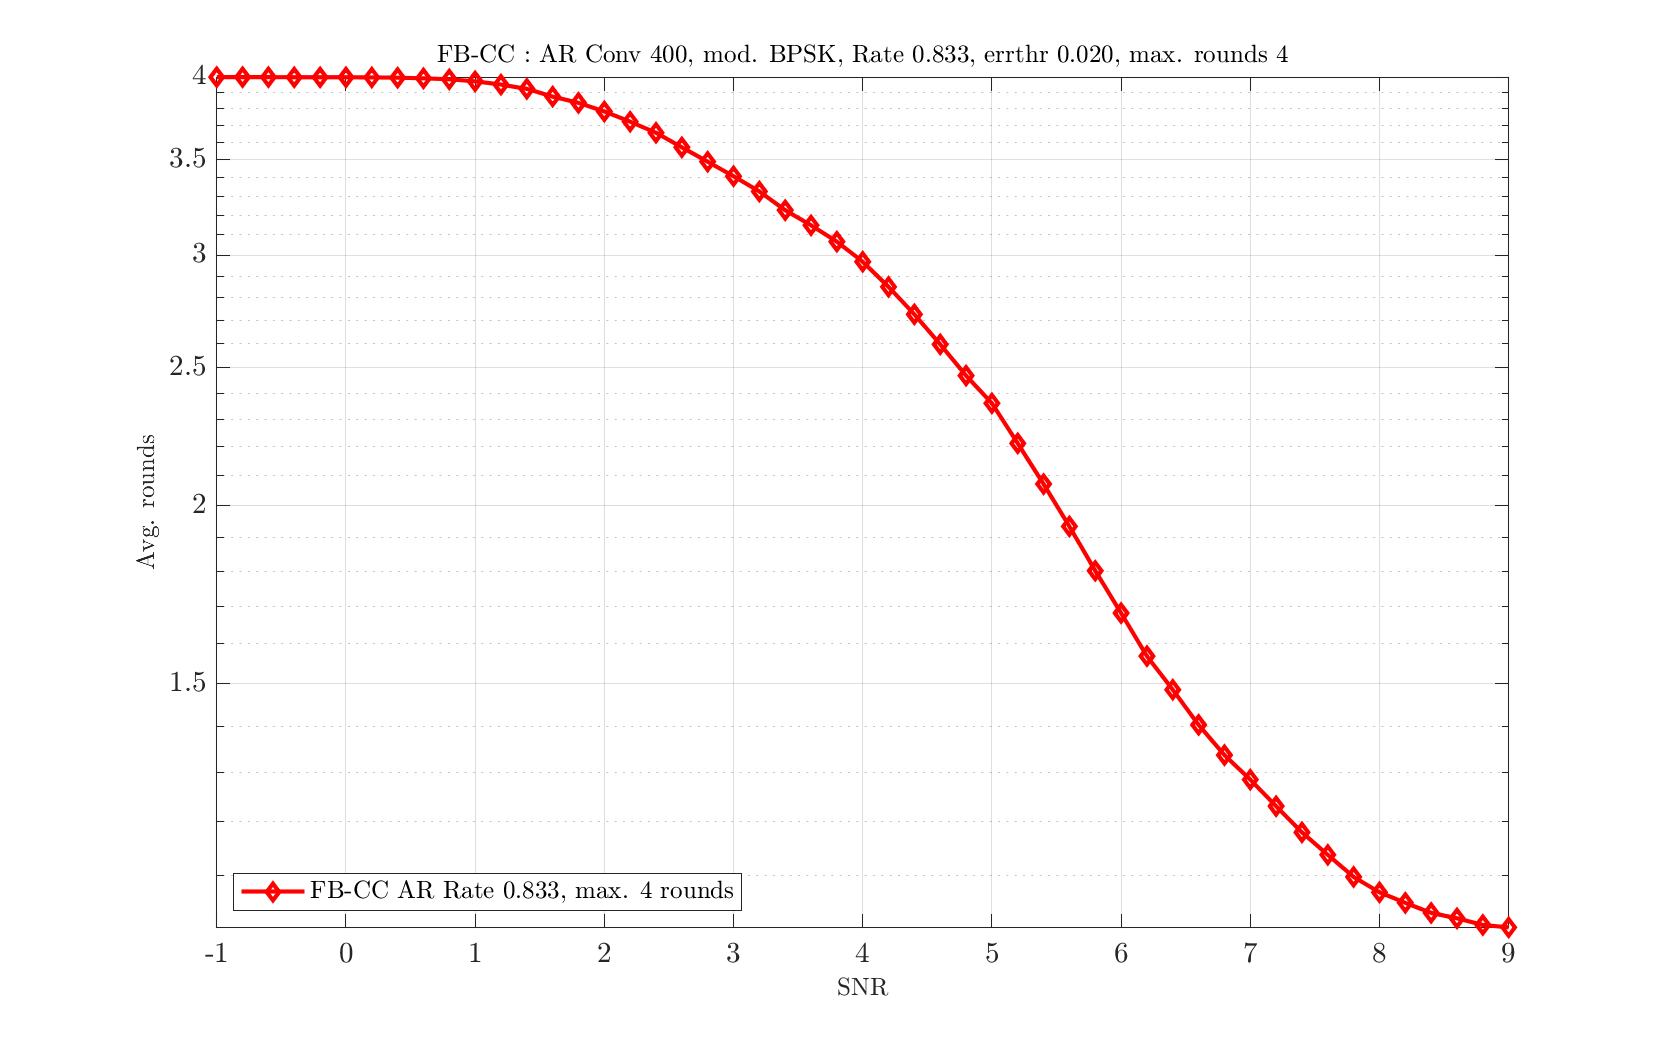 FB-CC : AR Conv 400, mod. BPSK, Rate 0.833, errthr 0.020, max. rounds 4
4
3.5
3
2.5
2
1.5
Avg. rounds
FB-CC AR Rate 0.833, max. 4 rounds
-1 0 1 2 3 4 5 6 7 8 9
SNR